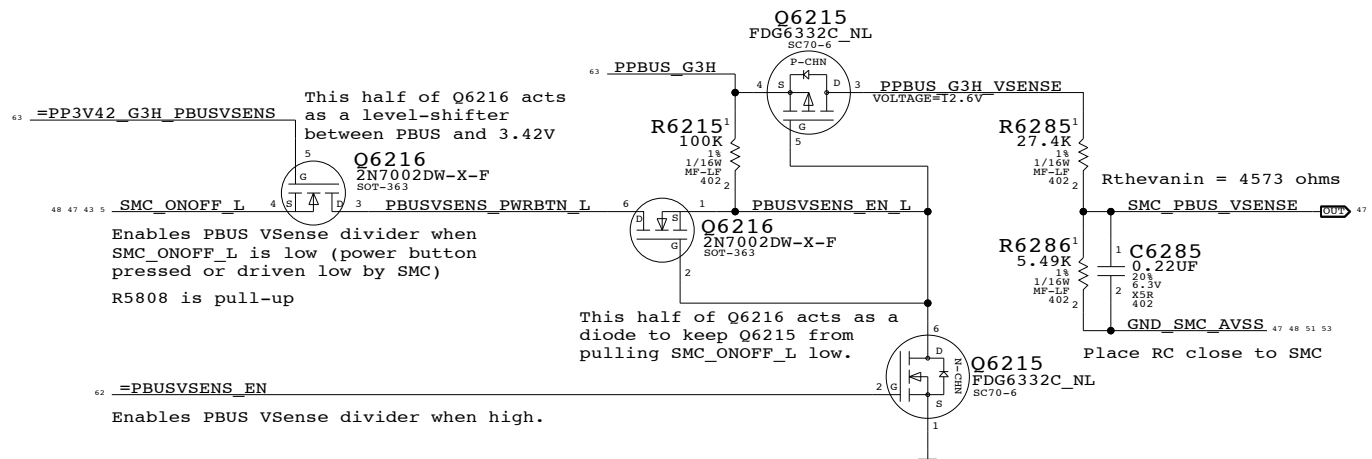 Q6215
FDG6332C_NL
SC70-6
P-CHN
63 PPBUS_G3H
4 S D 3
G
5
PPBUS_G3H_VSENSE
VOLTAGE=12.6V
This half of Q6216 acts
as a level-shifter
between PBUS and 3.42V
63 =PP3V42_G3H_PBUSVSENS
R6215 1
100K
1%
1/16W
MF-LF
402 2
R6285 1
27.4K
1%
1/16W
MF-LF
402 2
5
Q6216
2N7002DW-X-F
SOT-363
G
4 S D 3
Rthevanin = 4573 ohms
48 47 43 5 SMC_ONOFF_L
PBUSVSENS_PWRBTN_L
6 D S 1
G
2
PBUSVSENS_EN_L
SMC_PBUS_VSENSE
OUT 47
Q6216
2N7002DW-X-F
SOT-363
Enables PBUS VSense divider when
SMC_ONOFF_L is low (power button
pressed or driven low by SMC)
R5808 is pull-up
R6286 1
5.49K
1%
1/16W
MF-LF
402 2
1
C6285
0.22UF
20%
6.3V
X5R
402
2
This half of Q6216 acts as a
diode to keep Q6215 from
pulling SMC_ONOFF_L low.
GND_SMC_AVSS 47 48 51 53
Place RC close to SMC
6
D
N-CHN
Q6215
FDG6332C_NL
SC70-6
2 G
S
1
62 =PBUSVSENS_EN
Enables PBUS VSense divider when high.